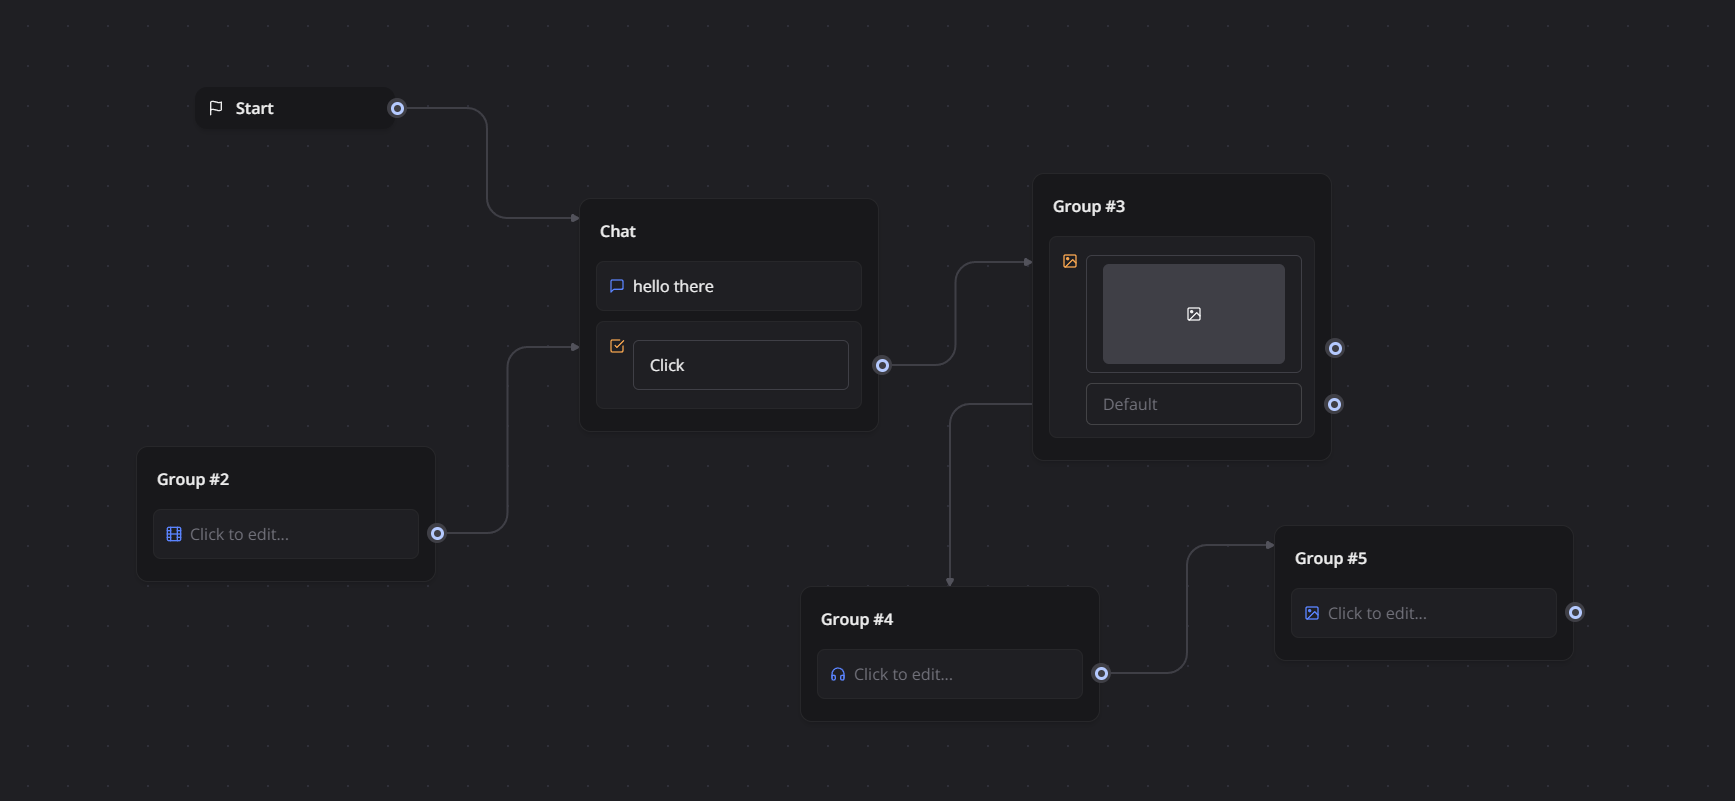 Start
Chat
hello there
Click
Group #3
Default
Group #2
Click to edit...
Group #4
Click to edit...
Group #5
Click to edit...